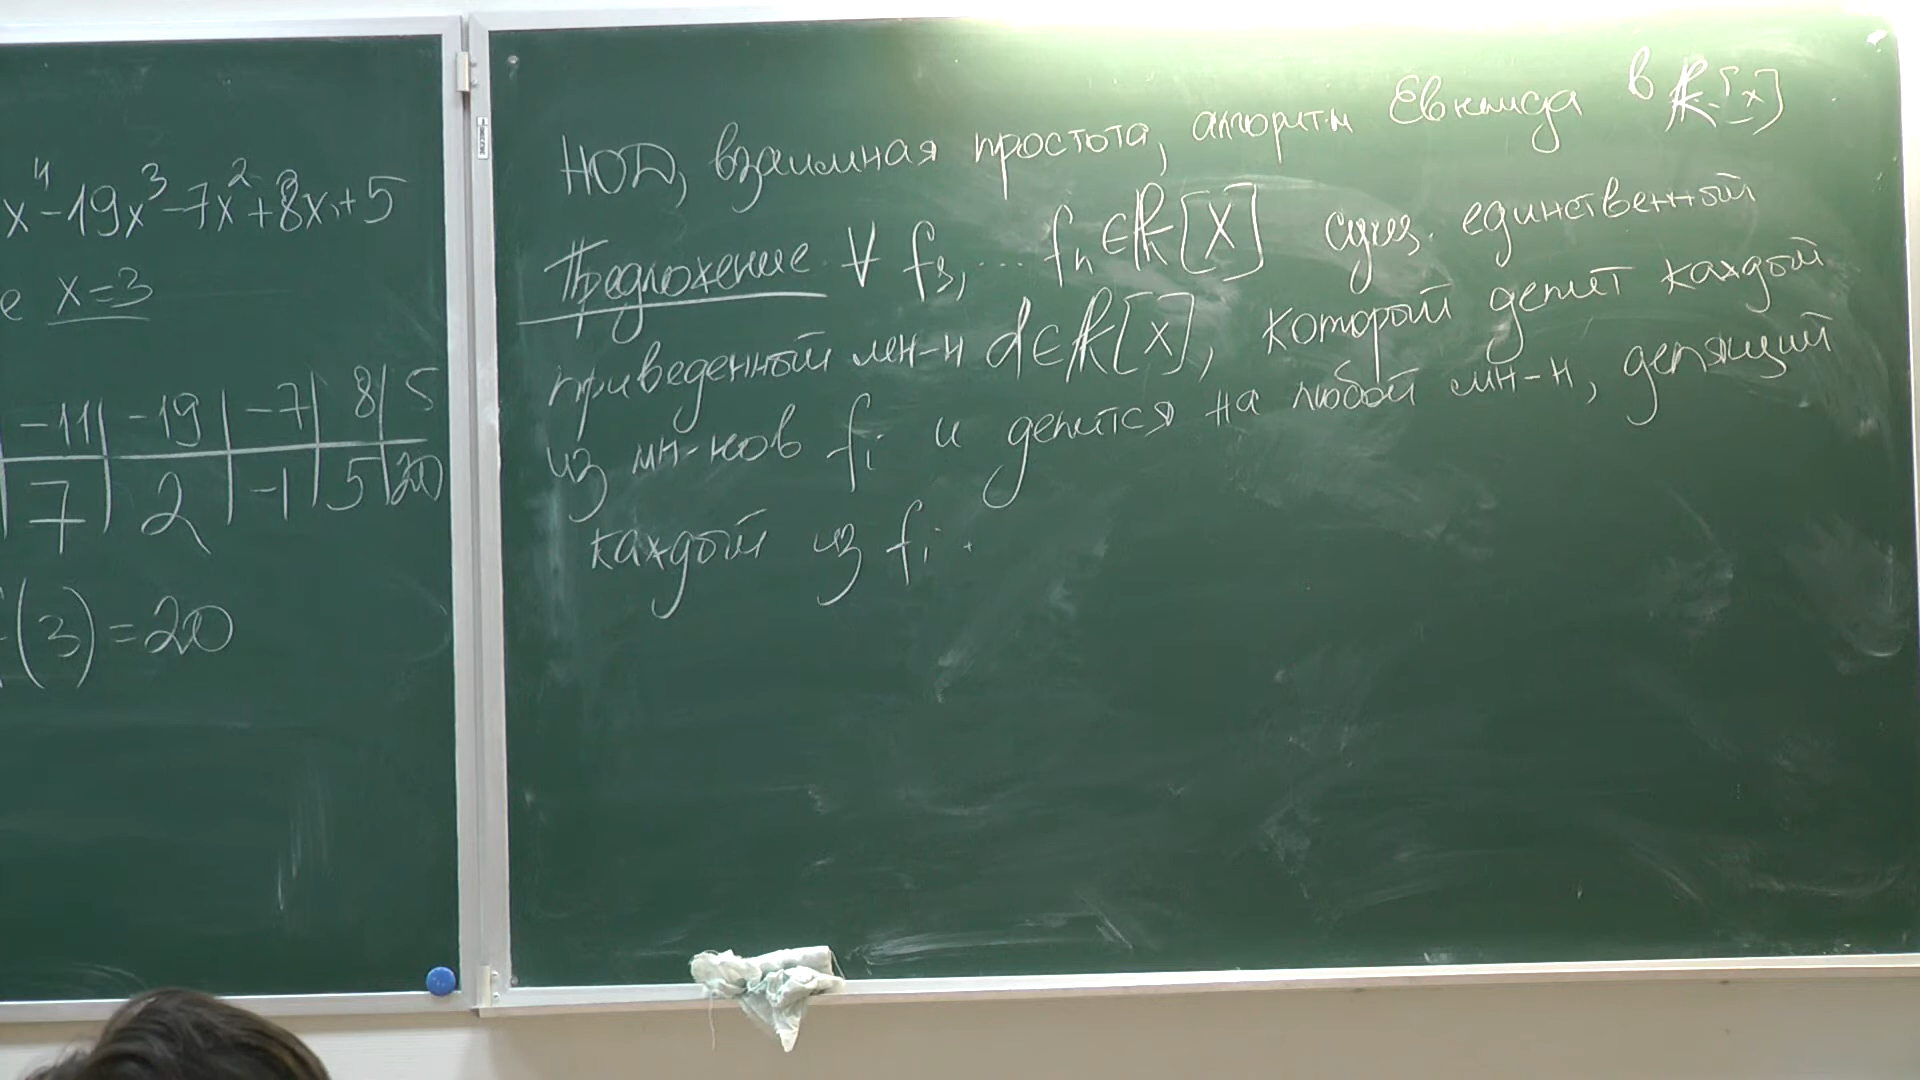 x⁴-19x³-7x²+8x+5
е x=3
-11 | -19 | -7 | 8 | 5
7 | 2 | -1 | 5 | 20
(3)=20
НОД, взаимная простота, алгоритм Евклида в k[x]
Предложение ∀ f₁, ... fₙ∈k[x] сущ. единственный
приведенный мн-н d∈k[x], который делит каждый
из мн-нов fᵢ и делится на любой мн-н, делящий
каждый из fᵢ.